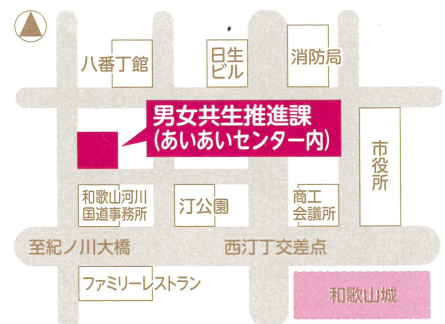 八番丁館
日生
ビル
消防局
男女共生推進課
(あいあいセンター内)
市役所
和歌山河川
国道事務所
汀公園
商工
会議所
至紀ノ川大橋
西汀丁交差点
ファミリーレストラン
和歌山城